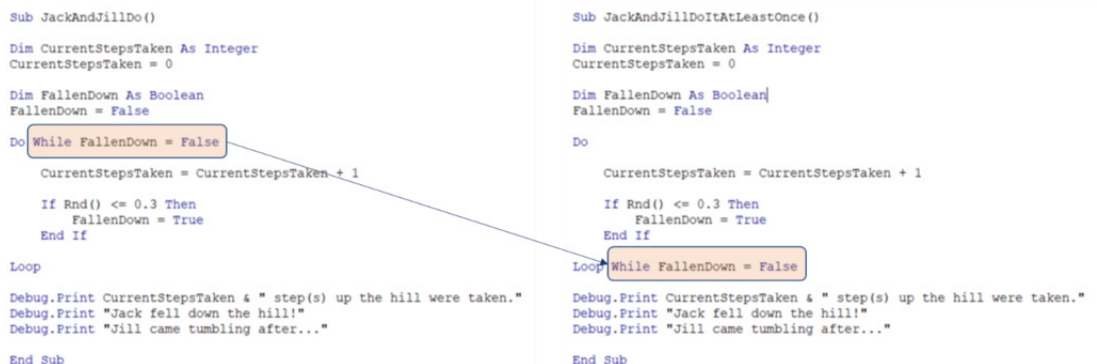 Sub JackAndJillDo()
Dim CurrentStepsTaken As Integer
CurrentStepsTaken = 0
Dim FallenDown As Boolean
FallenDown = False
Do While FallenDown = False
CurrentStepsTaken = CurrentStepsTaken + 1
If Rnd() <= 0.3 Then
FallenDown = True
End If
Loop
Debug.Print CurrentStepsTaken & " step(s) up the hill were taken."
Debug.Print "Jack fell down the hill!"
Debug.Print "Jill came tumbling after..."
End Sub
Sub JackAndJillDoItAtLeastOnce()
Dim CurrentStepsTaken As Integer
CurrentStepsTaken = 0
Dim FallenDown As Boolean
FallenDown = False
Do
CurrentStepsTaken = CurrentStepsTaken + 1
If Rnd() <= 0.3 Then
FallenDown = True
End If
Loop While FallenDown = False
Debug.Print CurrentStepsTaken & " step(s) up the hill were taken."
Debug.Print "Jack fell down the hill!"
Debug.Print "Jill came tumbling after..."
End Sub